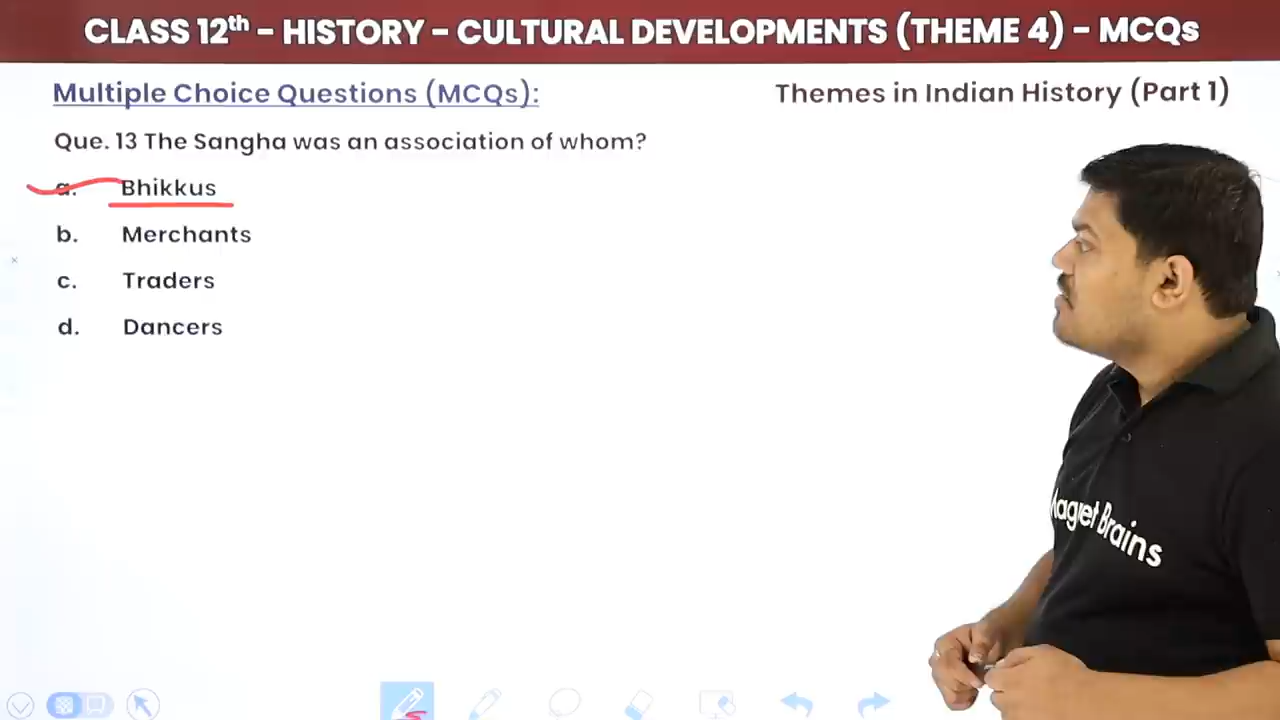 CLASS 12th - HISTORY - CULTURAL DEVELOPMENTS (THEME 4) - MCQs
Multiple Choice Questions (MCQs):
Themes in Indian History (Part 1)
Que. 13 The Sangha was an association of whom?
a. Bhikkus
b. Merchants
c. Traders
d. Dancers
Magnet Brains